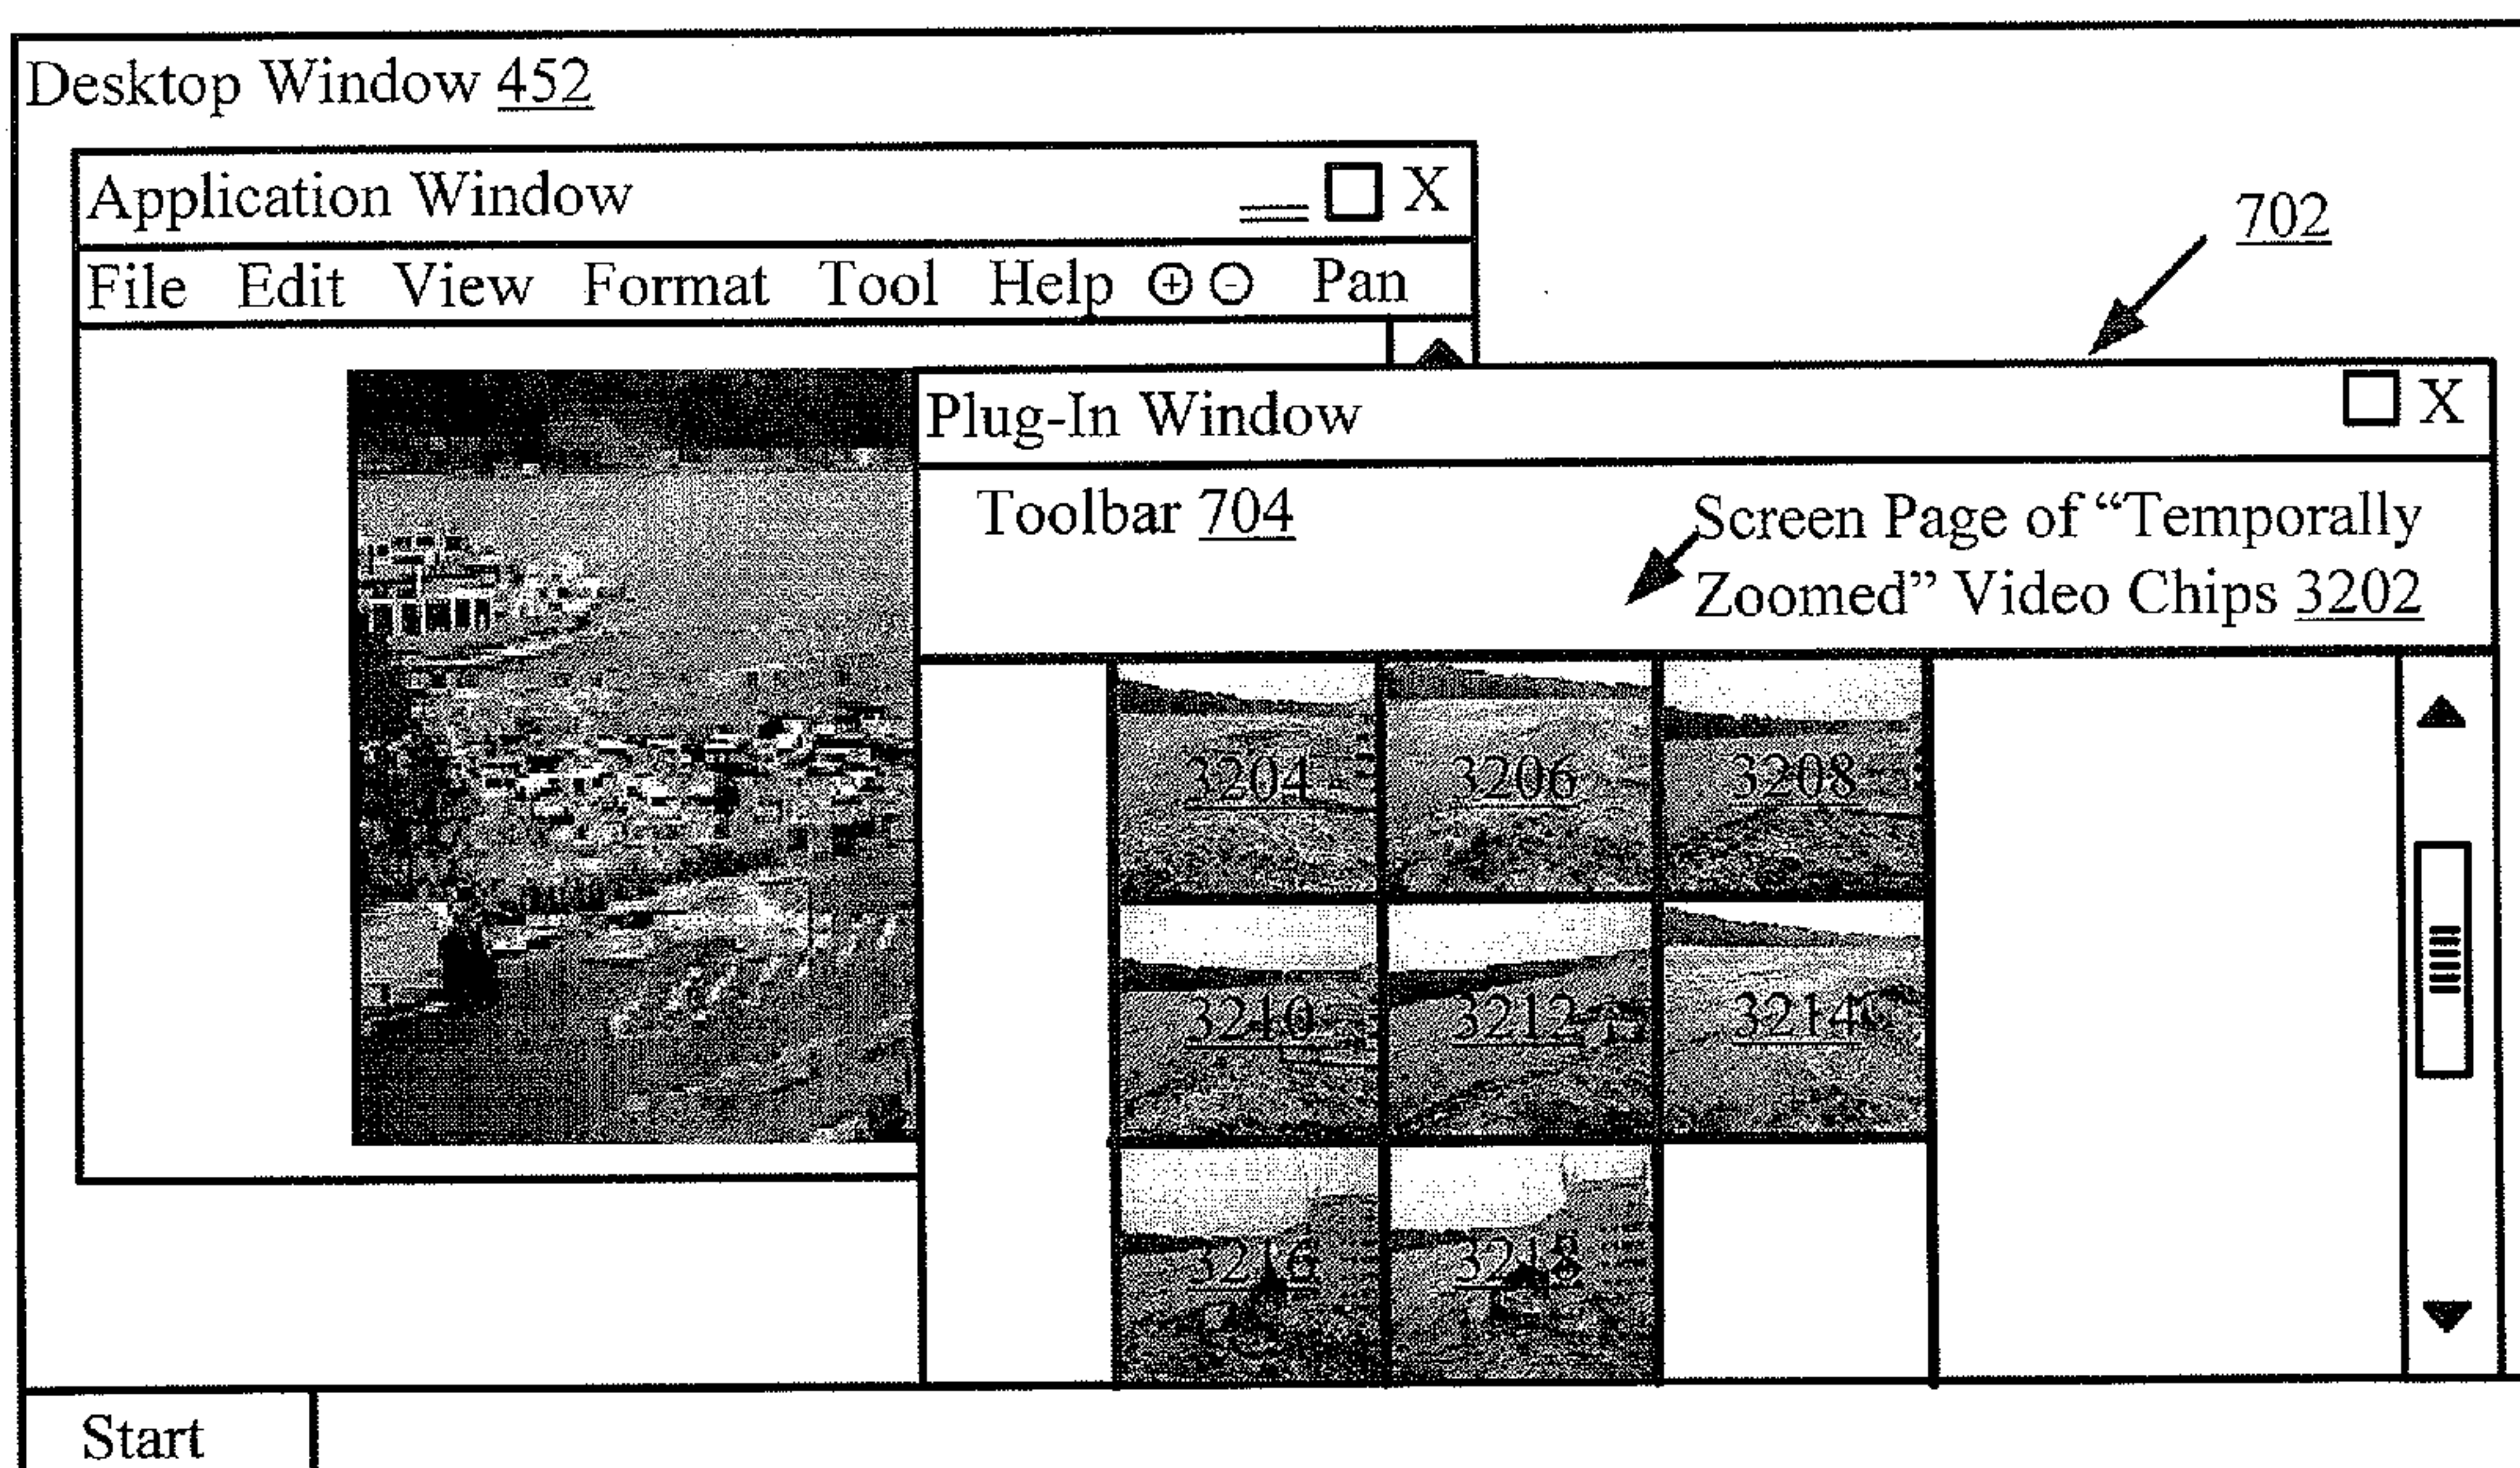 Desktop Window 452
Application Window X
File Edit View Format Tool Help + - Pan
702
Plug-In Window X
Toolbar 704
Screen Page of “Temporally
Zoomed” Video Chips 3202
3204 3206 3208
3210 3212 3214
3216 3218
Start